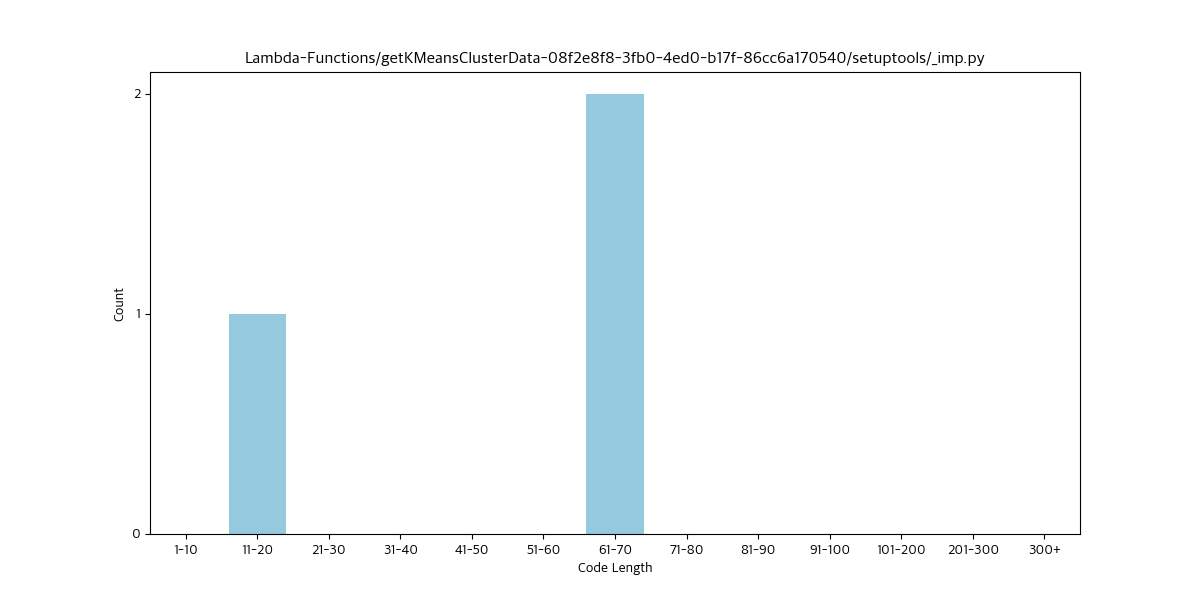 Lambda-Functions/getKMeansClusterData-08f2e8f8-3fb0-4ed0-b17f-86cc6a170540/setuptools/_imp.py
2
1
0
Count
1-10 11-20 21-30 31-40 41-50 51-60 61-70 71-80 81-90 91-100 101-200 201-300 300+
Code Length